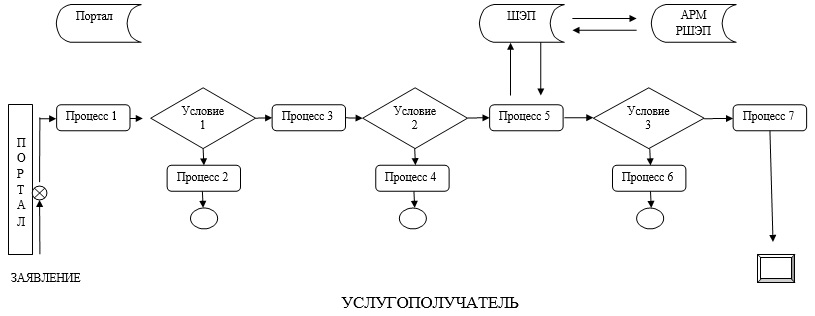 Портал
ШЭП
АРМ
РШЭП
ПОРТАЛ
Процесс 1
Условие
1
Процесс 3
Условие
2
Процесс 5
Условие
3
Процесс 7
Процесс 2
Процесс 4
Процесс 6
ЗАЯВЛЕНИЕ
УСЛУГОПОЛУЧАТЕЛЬ